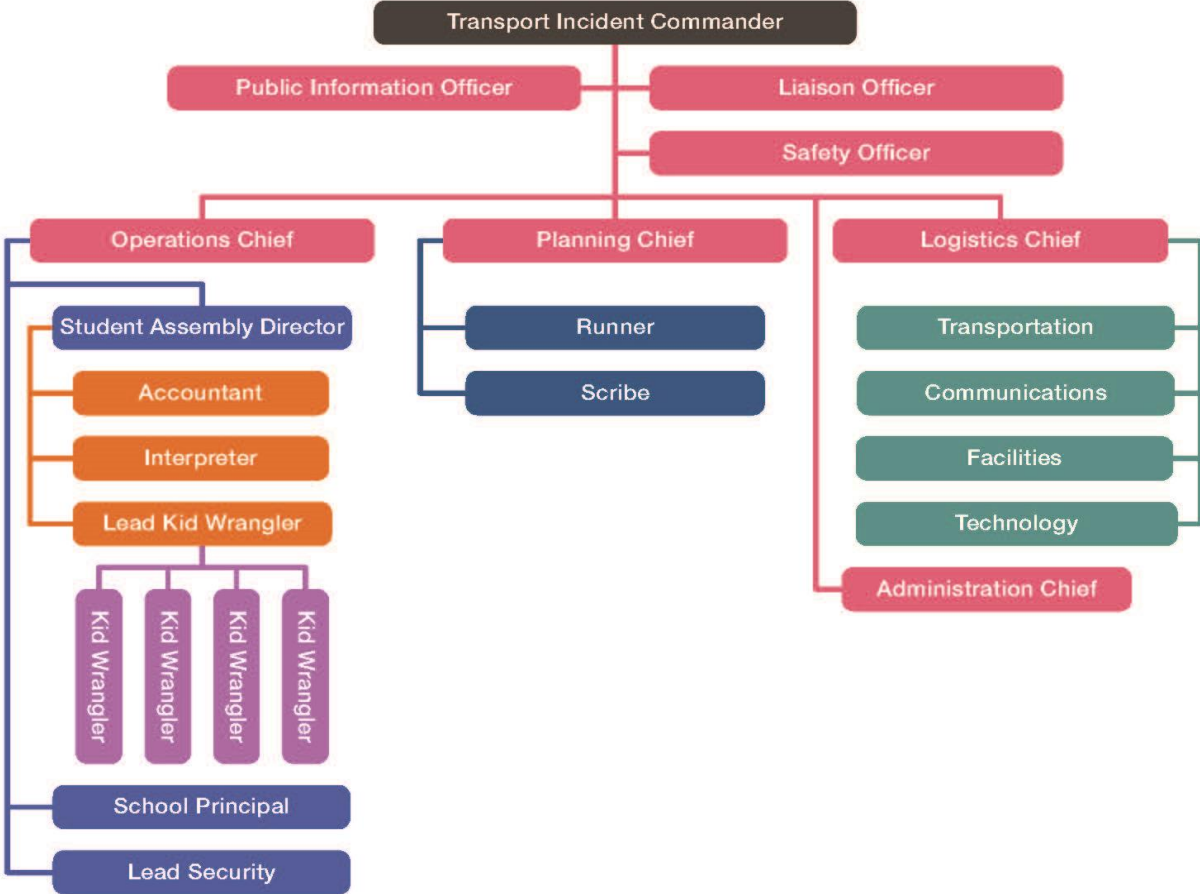 Transport Incident Commander
Public Information Officer
Liaison Officer
Safety Officer
Operations Chief
Planning Chief
Logistics Chief
Student Assembly Director
Runner
Transportation
Accountant
Scribe
Communications
Interpreter
Facilities
Lead Kid Wrangler
Technology
Administration Chief
Kid Wrangler
Kid Wrangler
Kid Wrangler
Kid Wrangler
School Principal
Lead Security